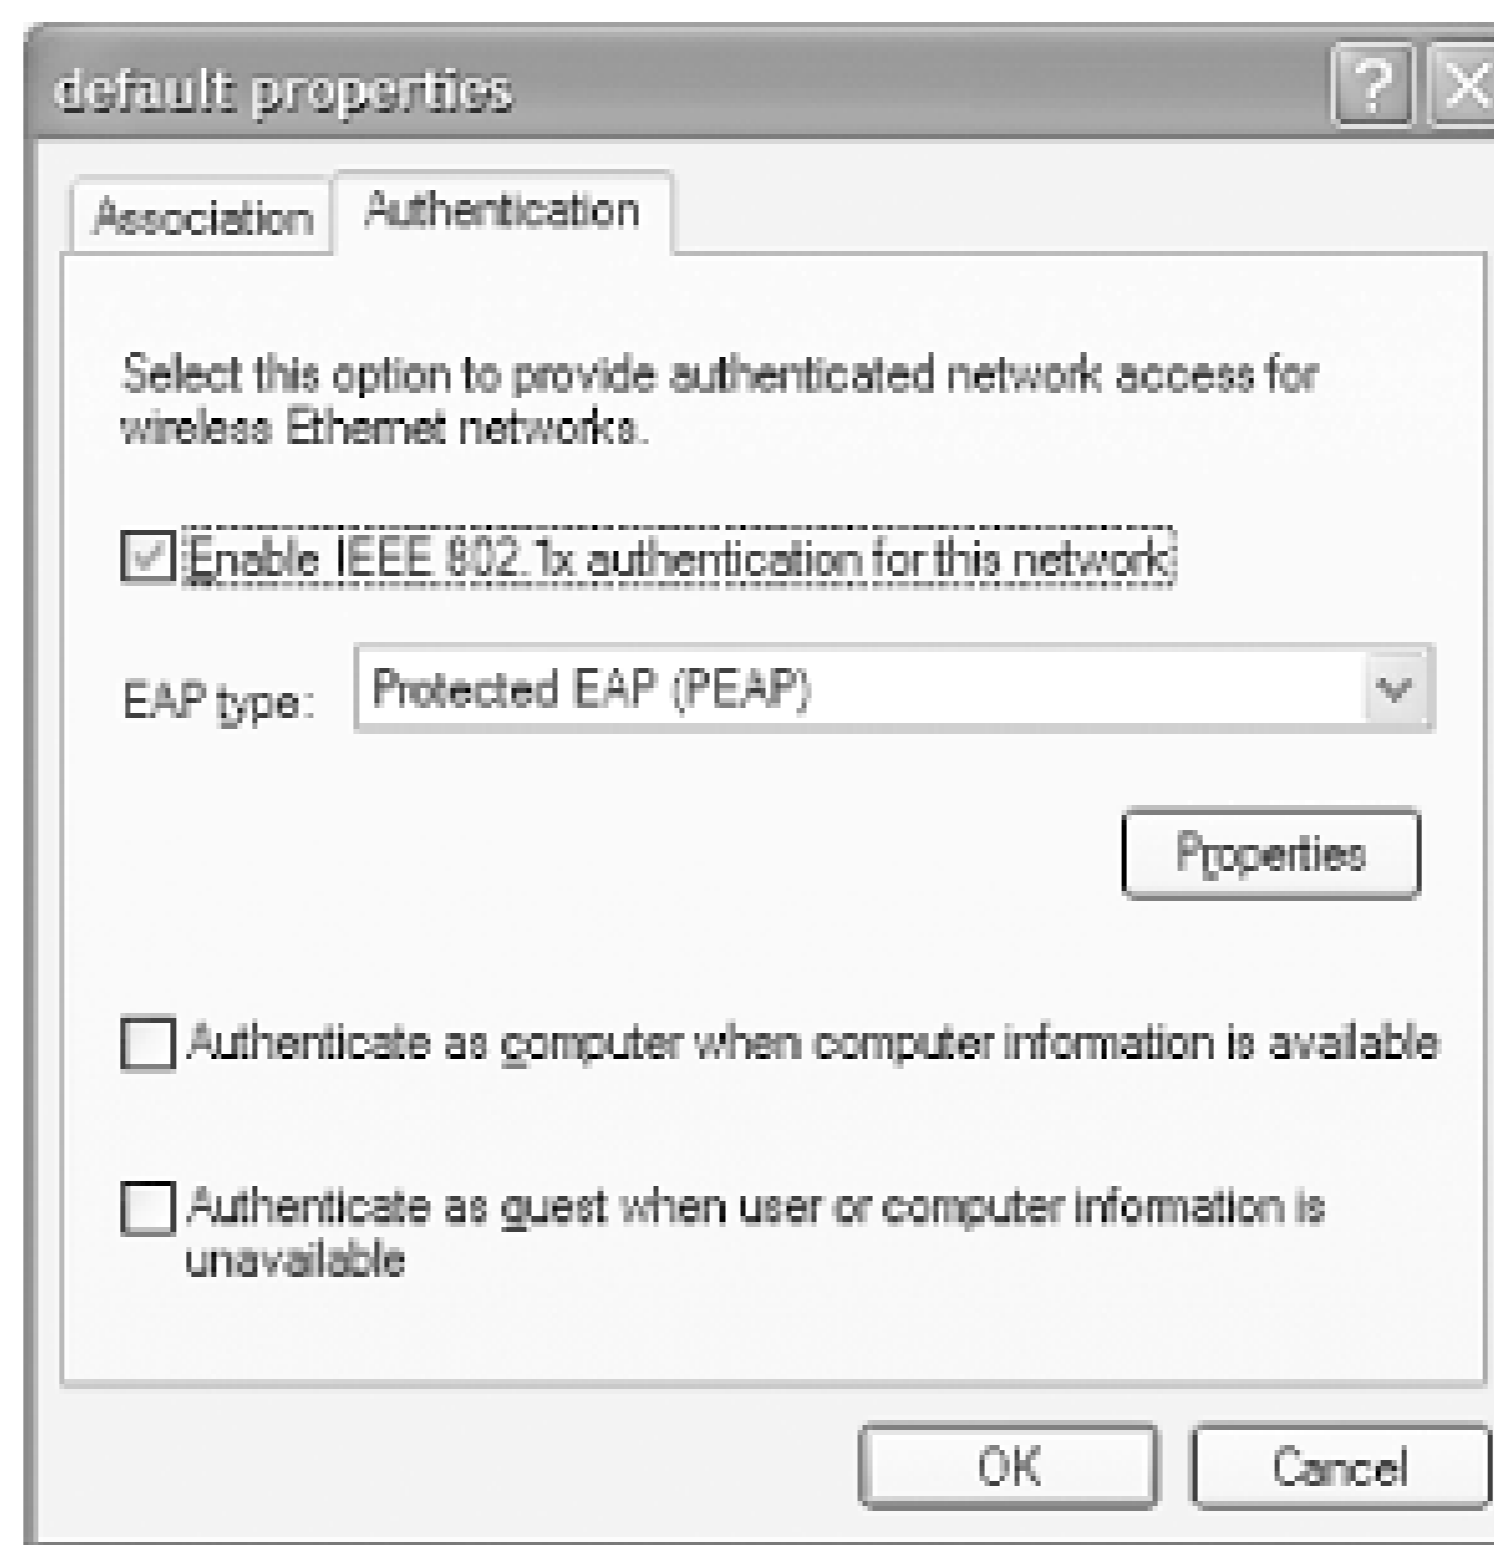 default properties
Association
Authentication
Select this option to provide authenticated network access for
wireless Ethernet networks.
Enable IEEE 802.1x authentication for this network
EAP type:
Protected EAP (PEAP)
Properties
Authenticate as computer when computer information is available
Authenticate as guest when user or computer information is
unavailable
OK
Cancel